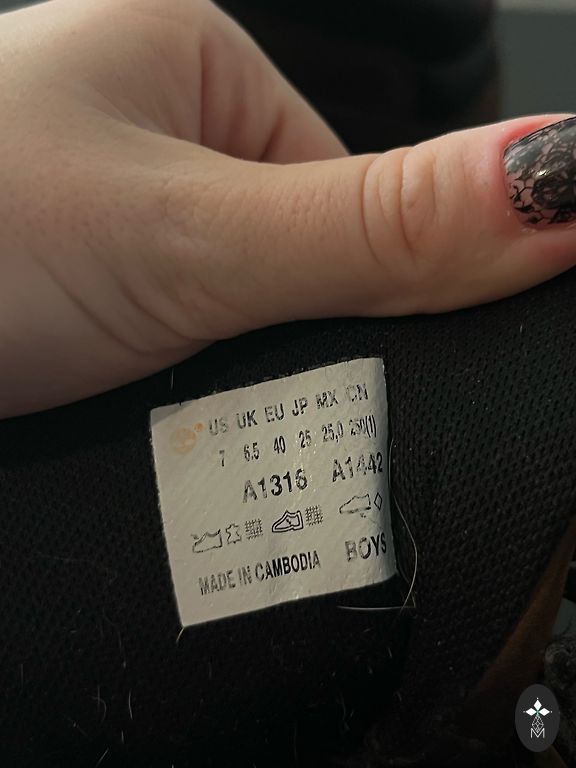 US UK EU JP MX CN
7 6.5 40 25 25,0 250(1)
A1316 A1442
BOYS
MADE IN CAMBODIA
M